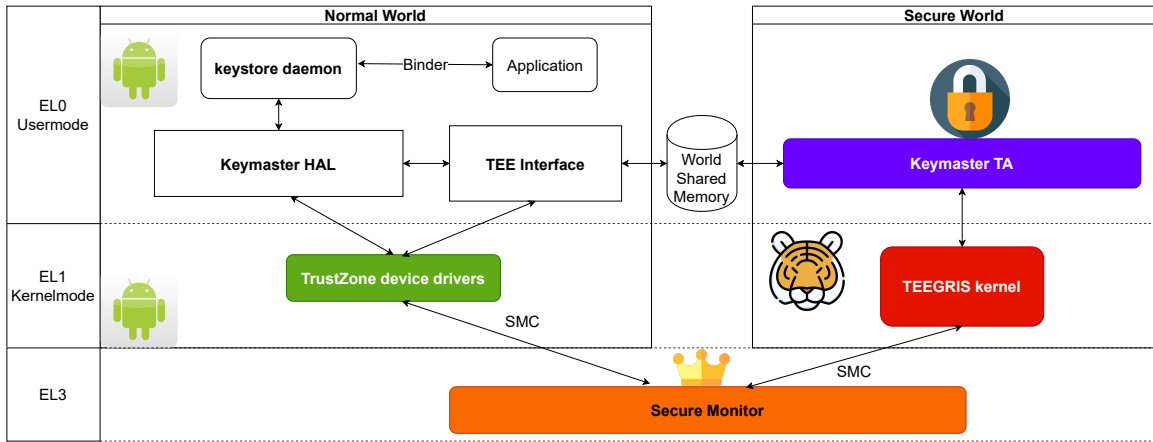 Normal World
Secure World
EL0
Usermode
keystore daemon
Binder
Application
Keymaster HAL
TEE Interface
World
Shared
Memory
Keymaster TA
EL1
Kernelmode
TrustZone device drivers
TEEGRIS kernel
SMC
SMC
EL3
Secure Monitor